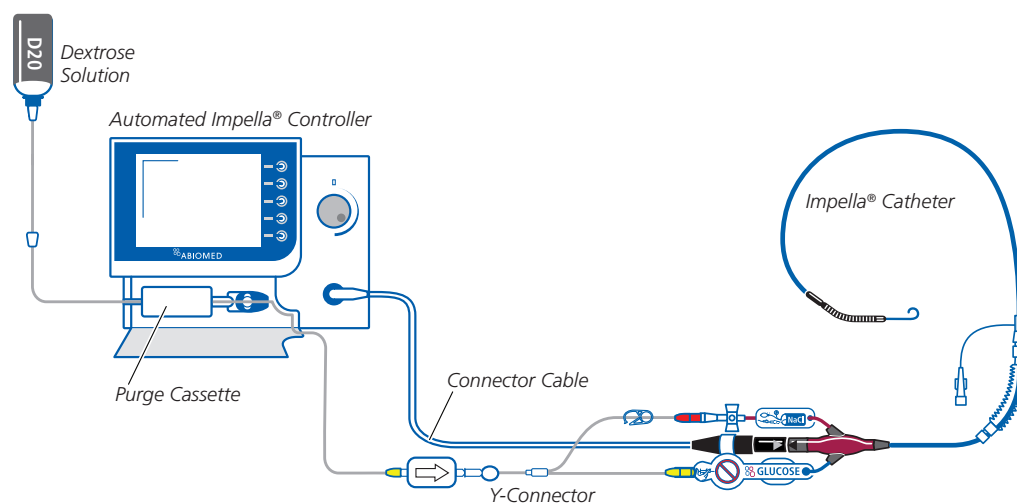 D20
Dextrose
Solution
Automated Impella® Controller
ABIOMED
Impella® Catheter
Purge Cassette
Connector Cable
NaCl
GLUCOSE
Y-Connector